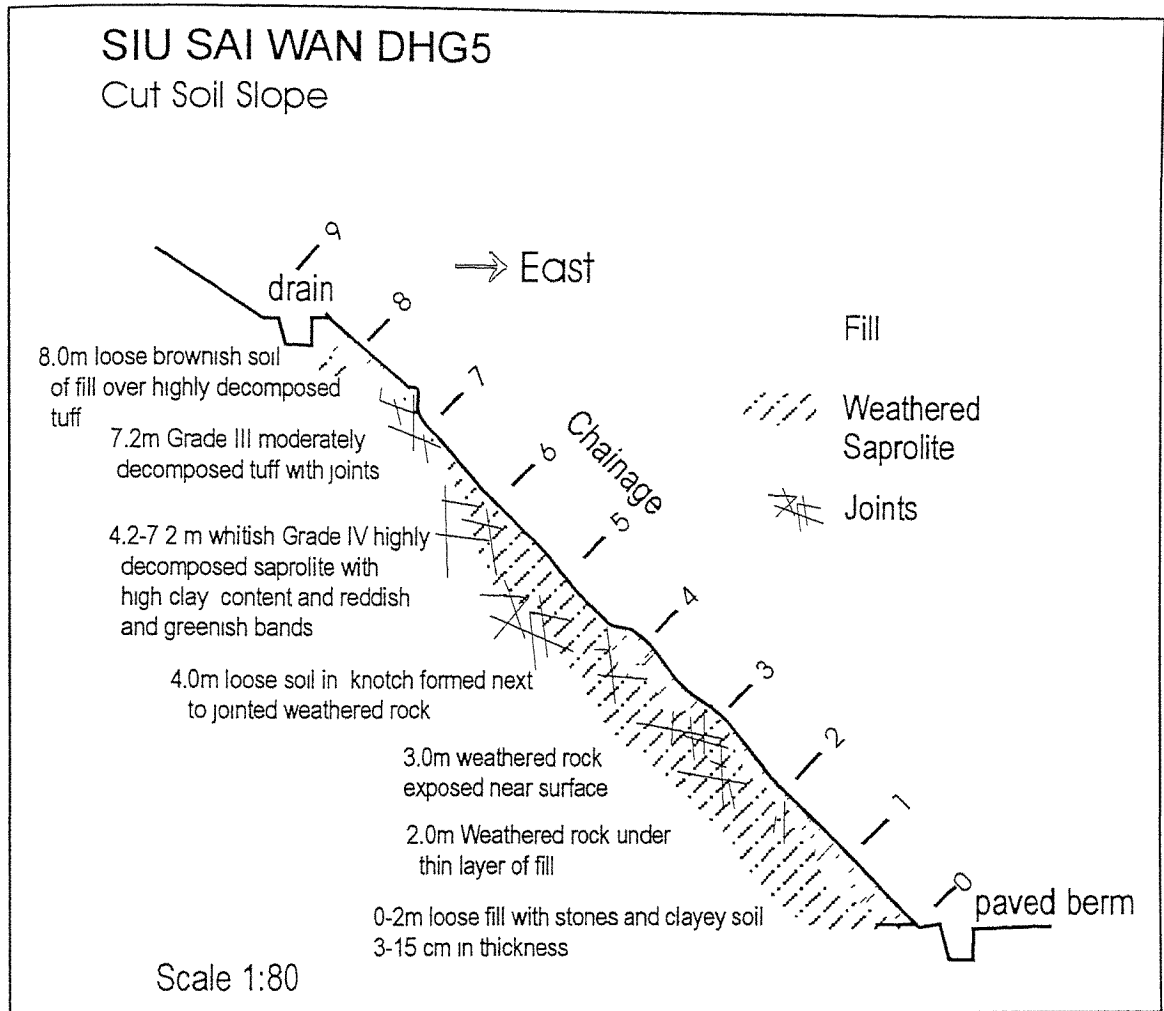 SIU SAI WAN DHG5
Cut Soil Slope
9
drain
East
8
8.0m loose brownish soil
of fill over highly decomposed
tuff
7
7.2m Grade III moderately
decomposed tuff with joints
6
Chainage
5
Fill
Weathered
Saprolite
Joints
4.2-7 2 m whitish Grade IV highly
decomposed saprolite with
high clay content and reddish
and greenish bands
4
4.0m loose soil in knotch formed next
to jointed weathered rock
3
3.0m weathered rock
exposed near surface
2
2.0m Weathered rock under
thin layer of fill
1
0-2m loose fill with stones and clayey soil
3-15 cm in thickness
0
paved berm
Scale 1:80